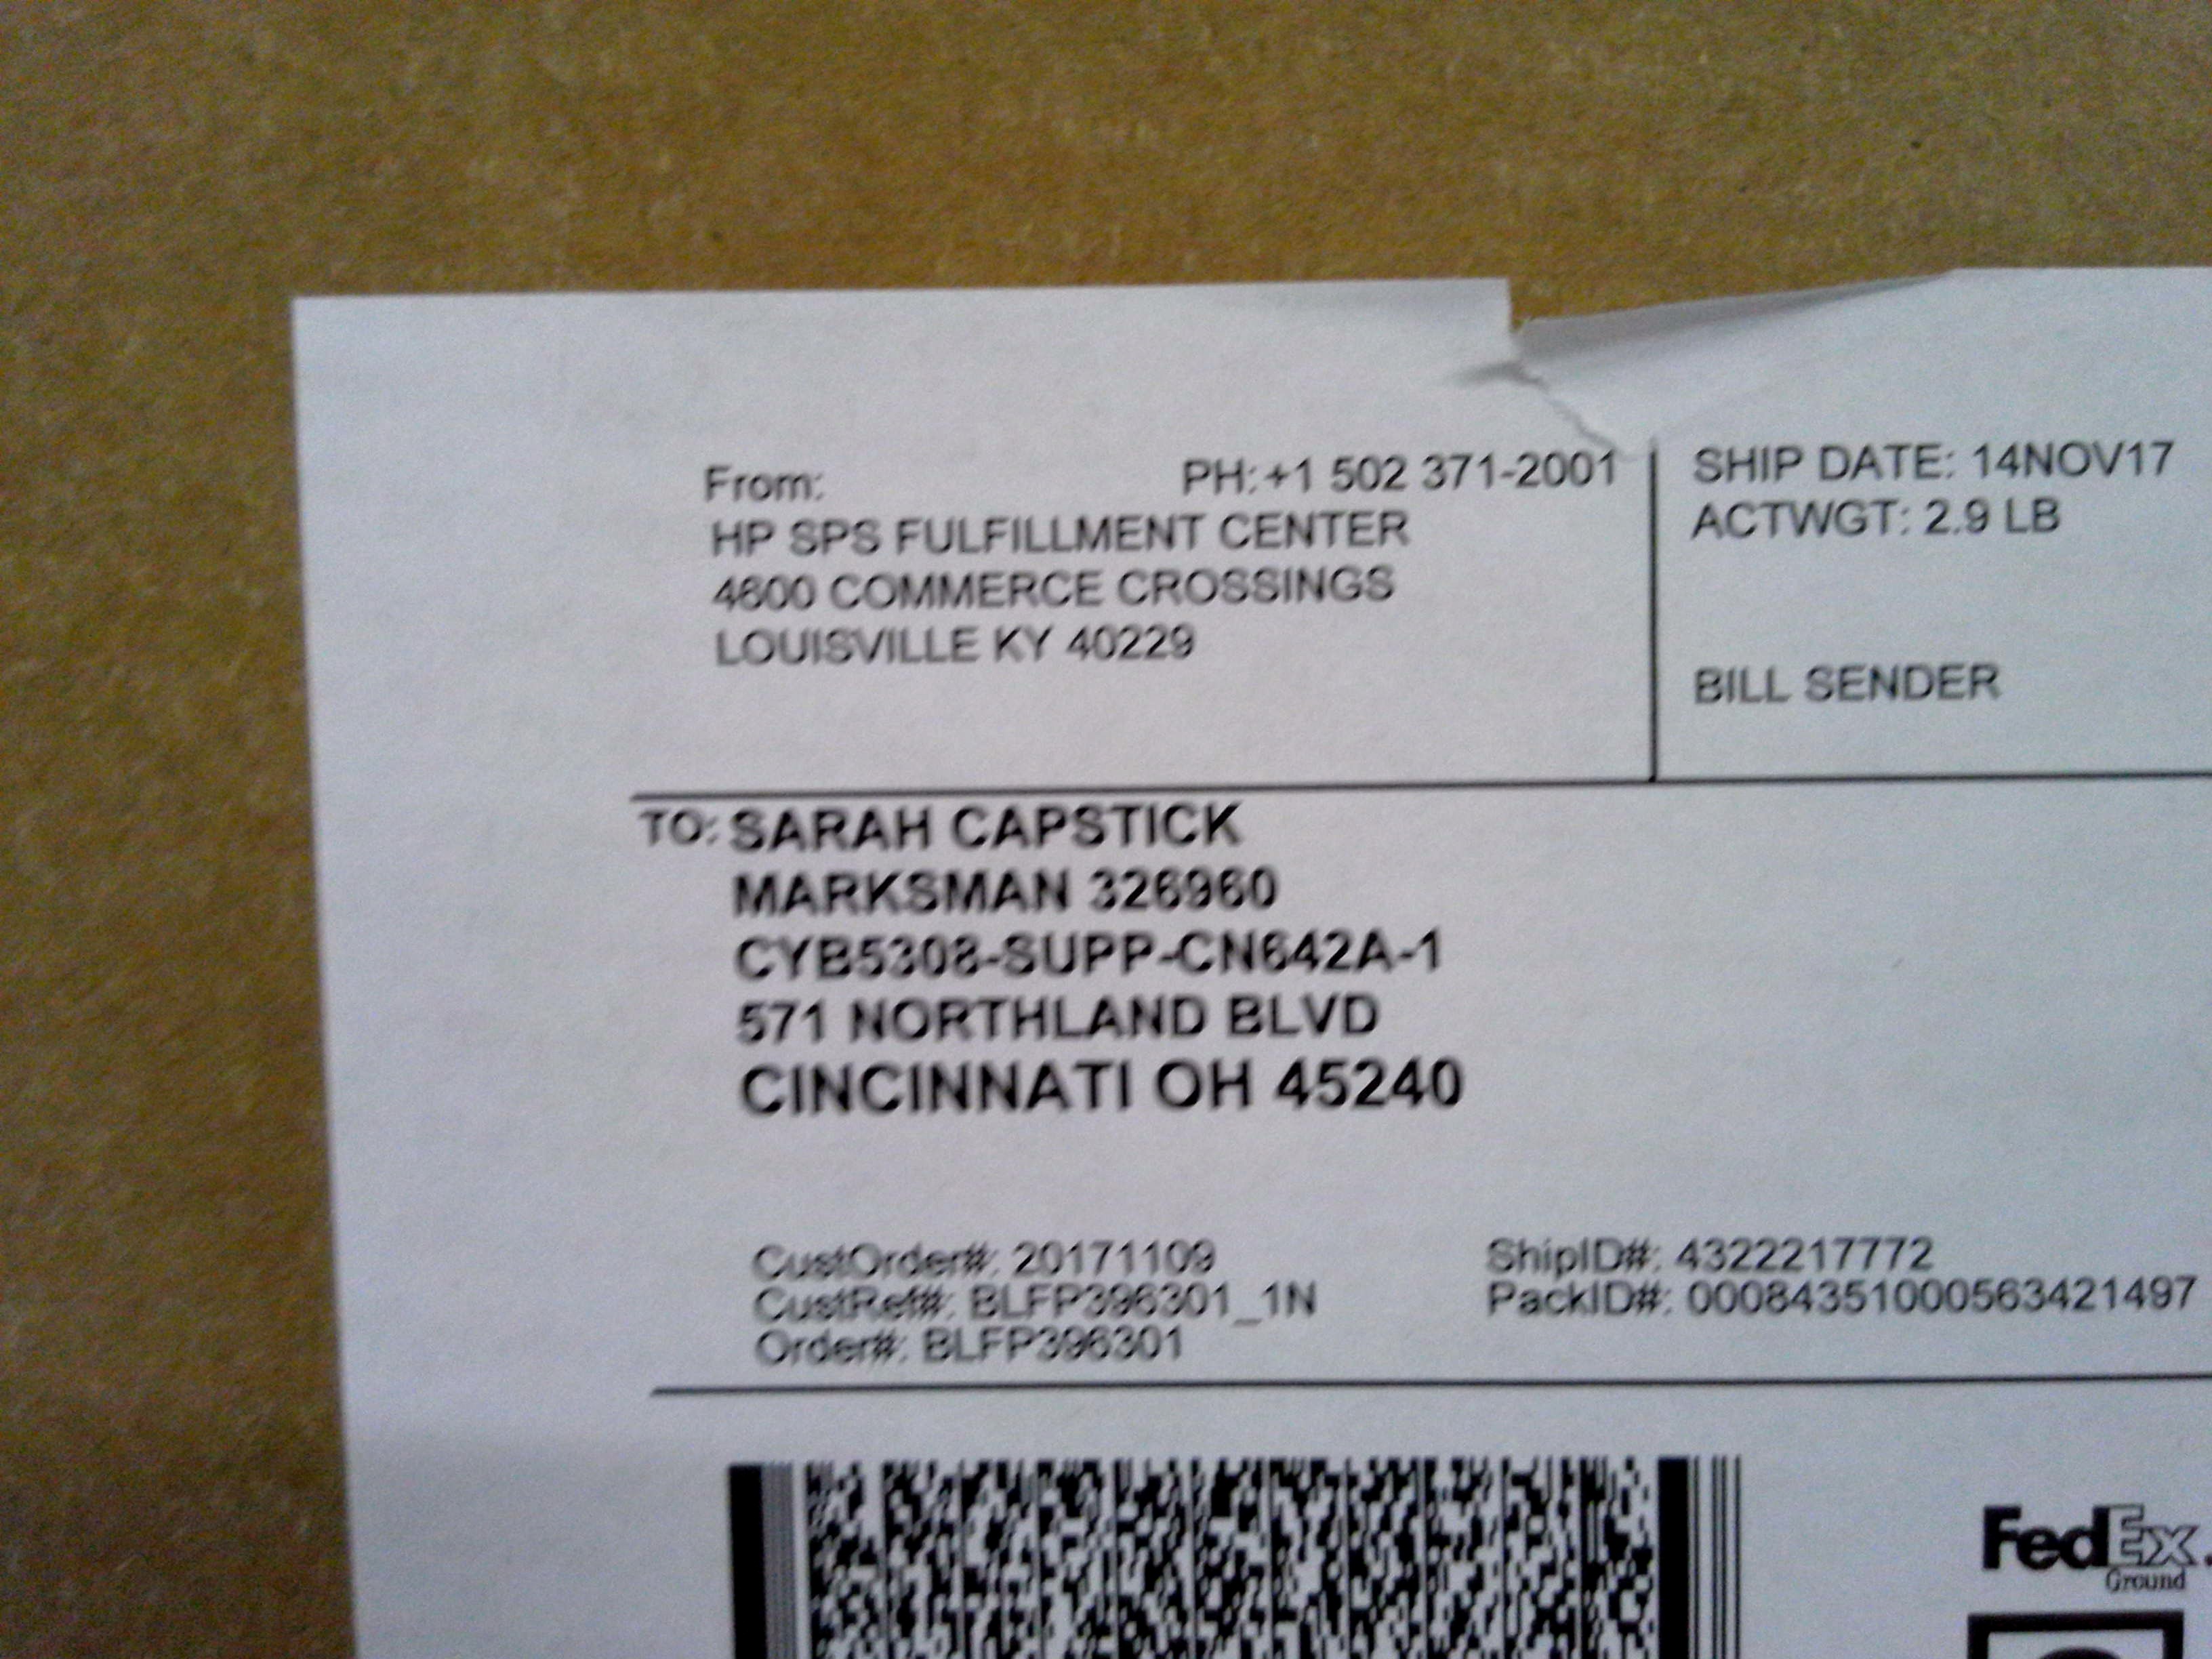 From: PH:+1 502 371-2001
HP SPS FULFILLMENT CENTER
4600 COMMERCE CROSSINGS
LOUISVILLE KY 40229
SHIP DATE: 14NOV17
ACTWGT: 2.9 LB
BILL SENDER
TO: SARAH CAPSTICK
MARKSMAN 326960
CYB5308-SUPP-CN642A-1
571 NORTHLAND BLVD
CINCINNATI OH 45240
CustOrder#: 20171109
CustRef#: BLFP396301_1N
Order#: BLFP396301
ShipID#: 4322217772
PackID#: 00084351000563421497
FedEx.
Ground